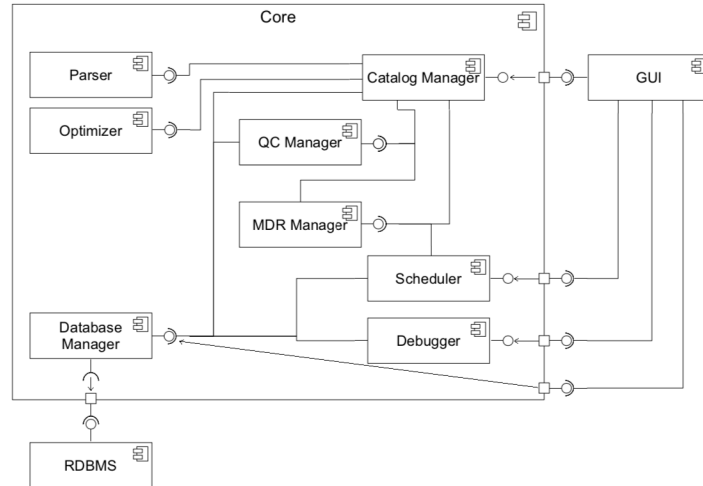 Core
Parser
Catalog Manager
GUI
Optimizer
QC Manager
MDR Manager
Scheduler
Database
Manager
Debugger
RDBMS